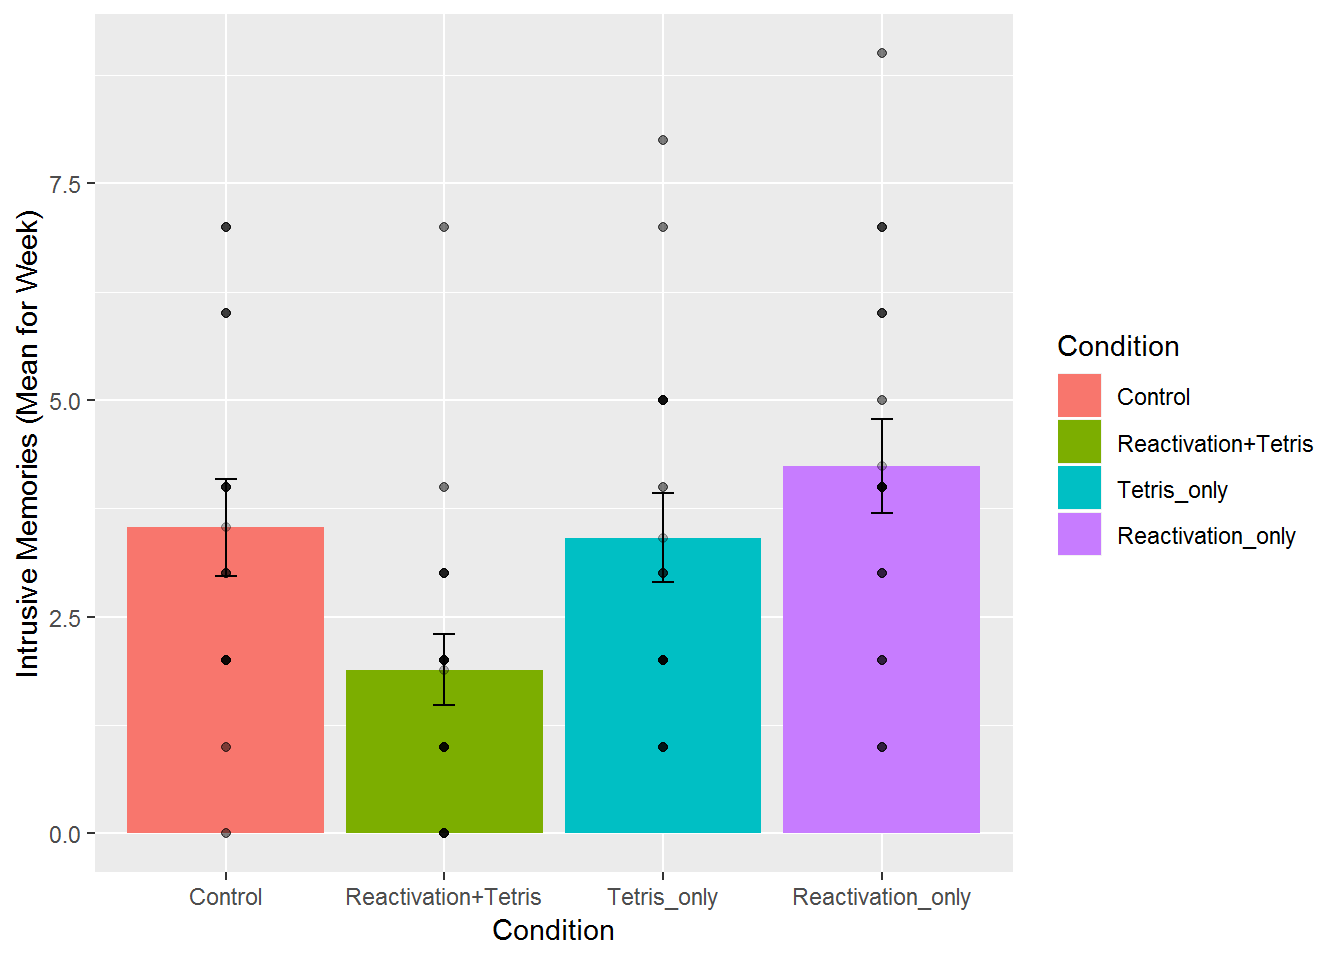 Intrusive Memories (Mean for Week)
7.5
5.0
2.5
0.0
Control
Reactivation+Tetris
Tetris_only
Reactivation_only
Condition
Condition
Control
Reactivation+Tetris
Tetris_only
Reactivation_only